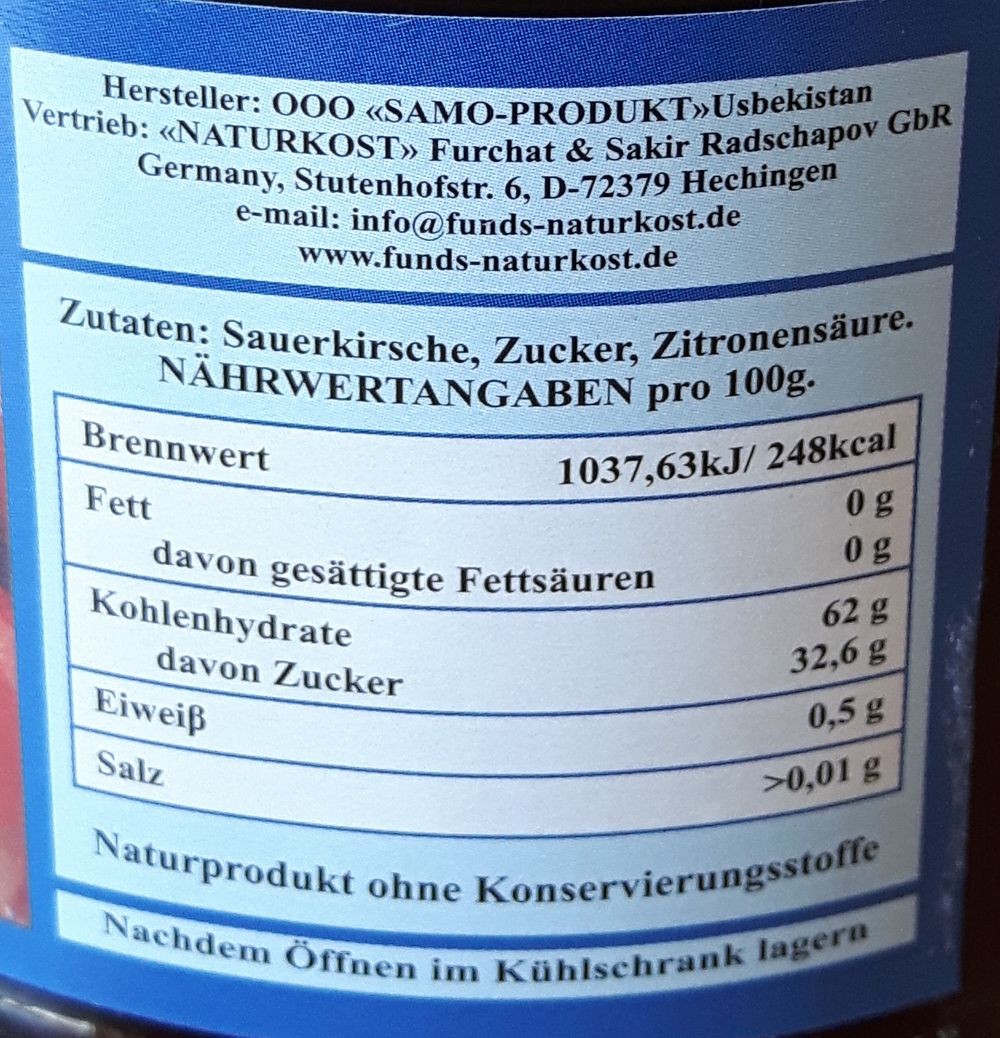 Hersteller: OOO «SAMO-PRODUKT»Usbekistan
Vertrieb: «NATURKOST» Furchat & Sakir Radschapov GbR
Germany, Stutenhofstr. 6, D-72379 Hechingen
e-mail: info@funds-naturkost.de
www.funds-naturkost.de
Zutaten: Sauerkirsche, Zucker, Zitronensäure.
NÄHRWERTANGABEN pro 100g.
Brennwert 1037,63kJ/ 248kcal
Fett 0 g
davon gesättigte Fettsäuren 0 g
Kohlenhydrate 62 g
davon Zucker 32,6 g
Eiweiß 0,5 g
Salz >0,01 g
Naturprodukt ohne Konservierungsstoffe
Nachdem Öffnen im Kühlschrank lagern